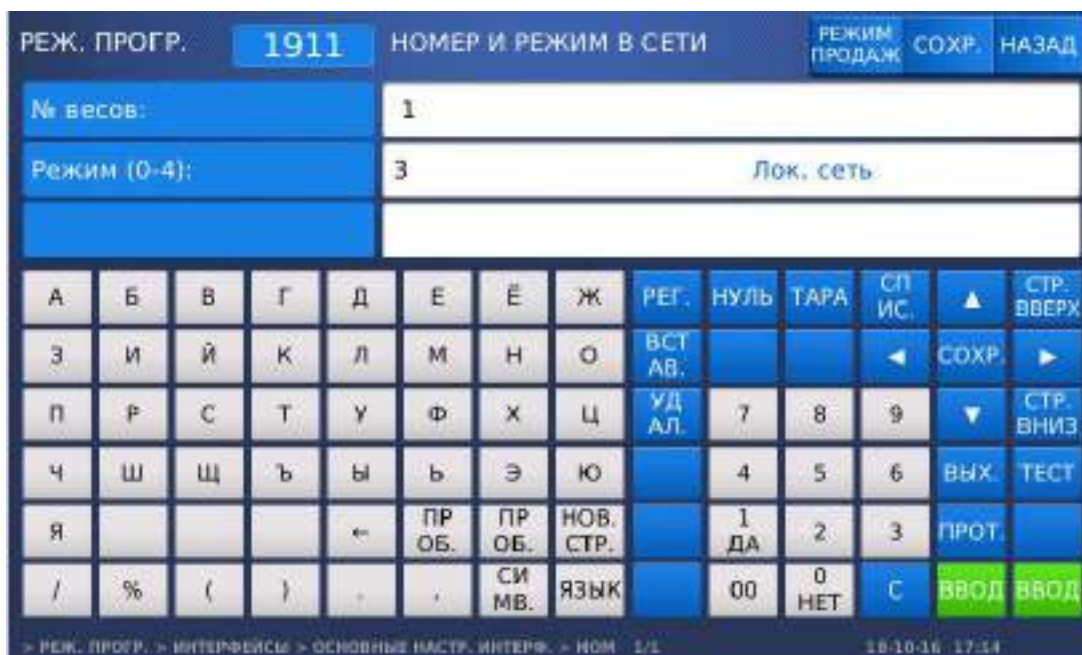 РЕЖ. ПРОГР. 1911 НОМЕР И РЕЖИМ В СЕТИ РЕЖИМ ПРОДАЖ СОХР. НАЗАД
№ весов: 1
Режим (0-4): 3 Лок. сеть
А Б В Г Д Е Ё Ж РЕГ. НУЛЬ ТАРА СП ИС. ▲ СТР. ВВЕРХ
З И Й К Л М Н О ВСТ АВ. ◄ СОХР. ►
П Р С Т У Ф Х Ц УД АЛ. 7 8 9 ▼ СТР. ВНИЗ
Ч Ш Щ Ъ Ы Ь Э Ю 4 5 6 ВЫХ. ТЕСТ
Я ← ПР ОБ. ПР ОБ. НОВ. СТР. 1 ДА 2 3 ПРОТ.
/ % ( ) . , СИ МВ. ЯЗЫК 00 0 НЕТ С ВВОД ВВОД
> РЕЖ. ПРОГР. > ИНТЕРФЕЙСЫ > ОСНОВНЫЕ НАСТР. ИНТЕРФ. > НОМ 1/1 18-10-16 17:14